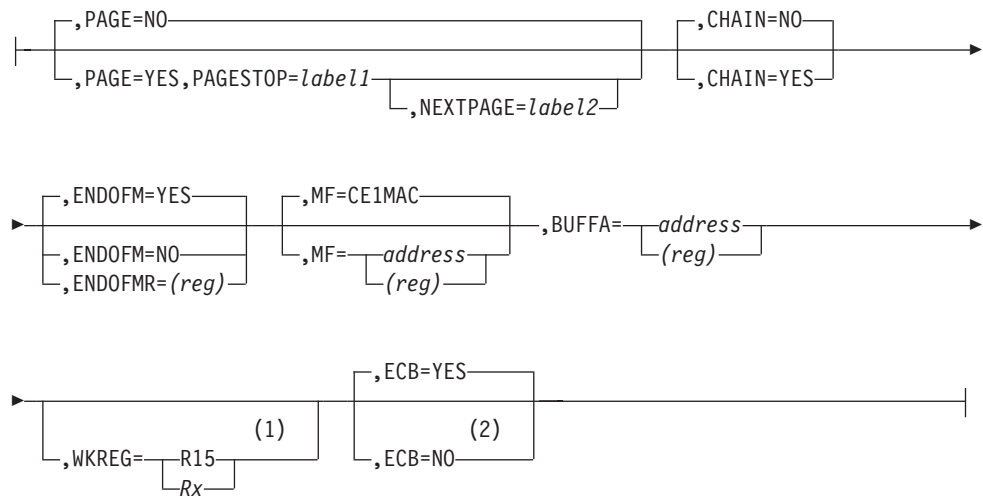 ,PAGE=NO ,CHAIN=NO
,PAGE=YES,PAGESTOP=label1 ,CHAIN=YES
,NEXTPAGE=label2
,ENDOFM=YES ,MF=CE1MAC
,BUFFA= address
,ENDOFM=NO ,MF= address (reg)
,ENDOFMR=(reg) (reg)
,ECB=YES
(1) (2)
,WKREG= R15 ,ECB=NO
Rx